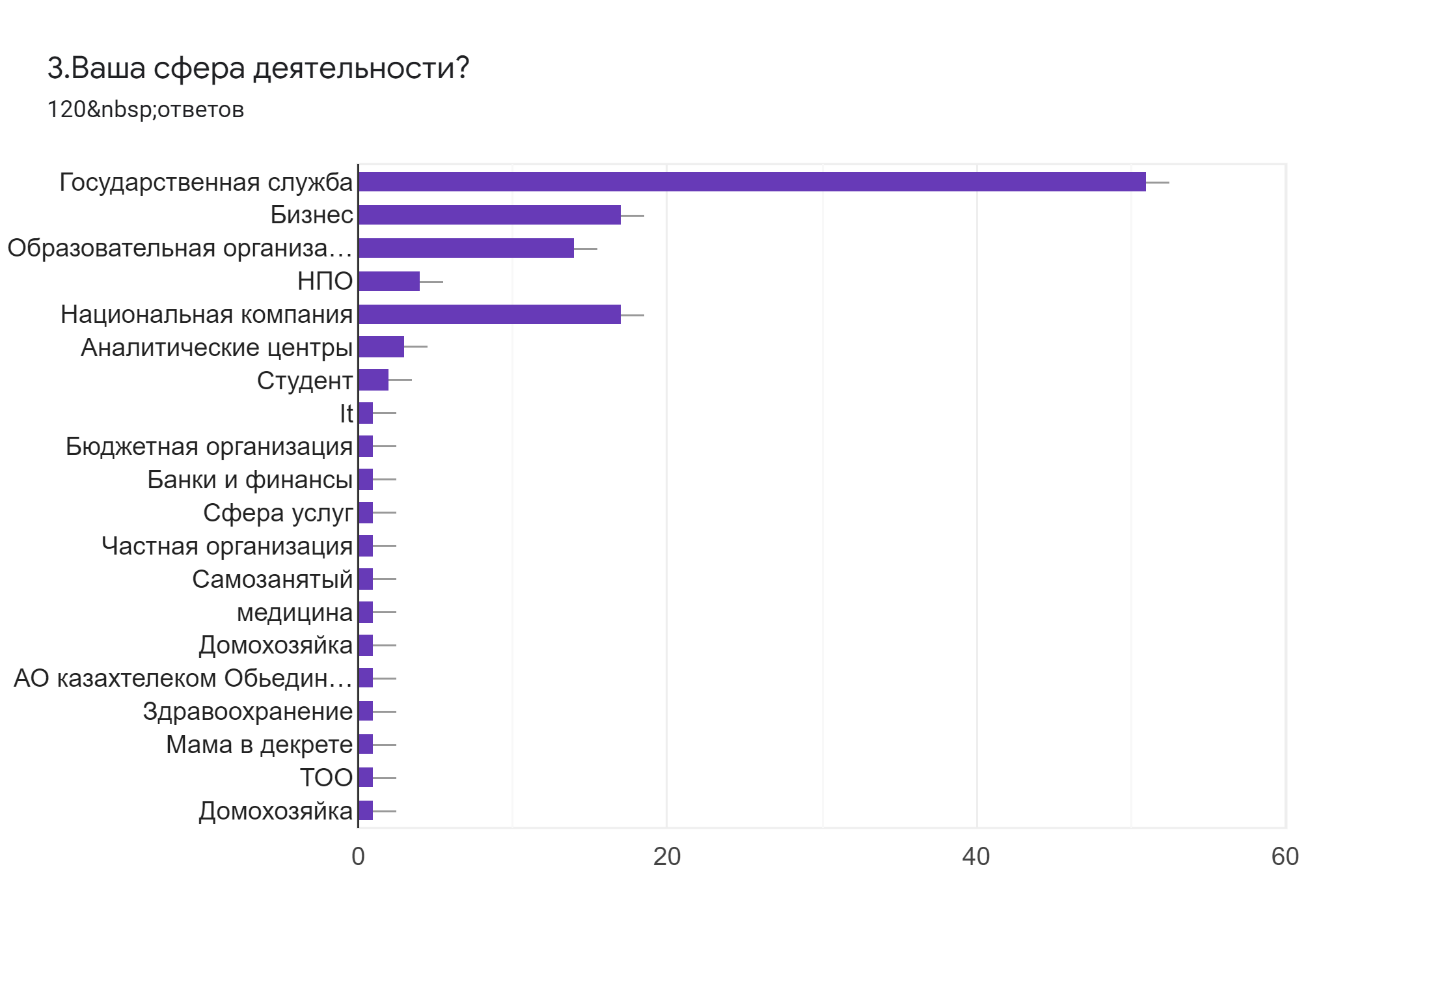 3.Ваша сфера деятельности?
120&nbsp;ответов
Государственная служба
Бизнес
Образовательная организа…
НПО
Национальная компания
Аналитические центры
Студент
It
Бюджетная организация
Банки и финансы
Сфера услуг
Частная организация
Самозанятый
медицина
Домохозяйка
АО казахтелеком Обьедин…
Здравоохранение
Мама в декрете
ТОО
Домохозяйка
0 20 40 60